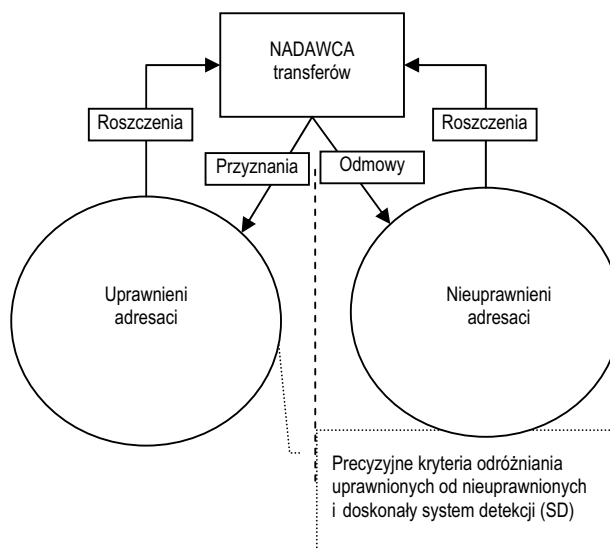 NADAWCA
transferów
Roszczenia
Roszczenia
Przyznania
Odmowy
Uprawnieni
adresaci
Nieuprawnieni
adresaci
Precyzyjne kryteria odróżniania
uprawnionych od nieuprawnionych
i doskonały system detekcji (SD)